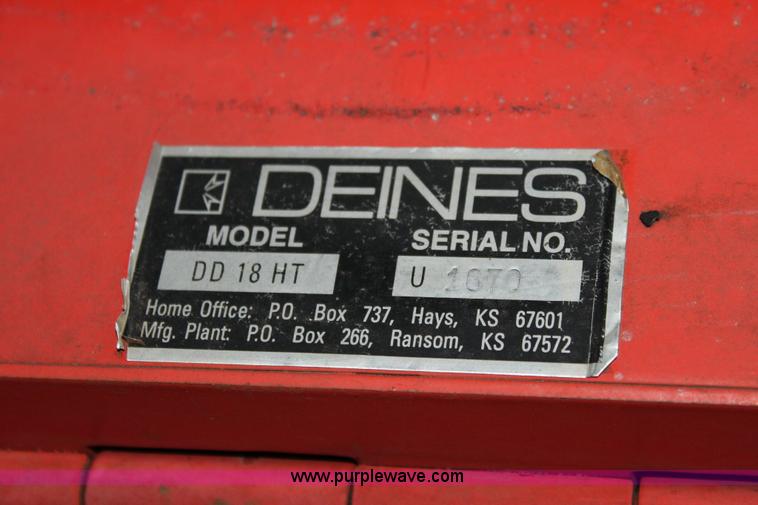 DEINES
MODEL SERIAL NO.
DD 18 HT U 1670
Home Office: P.O. Box 737, Hays, KS 67601
Mfg. Plant: P.O. Box 266, Ransom, KS 67572
www.purplewave.com